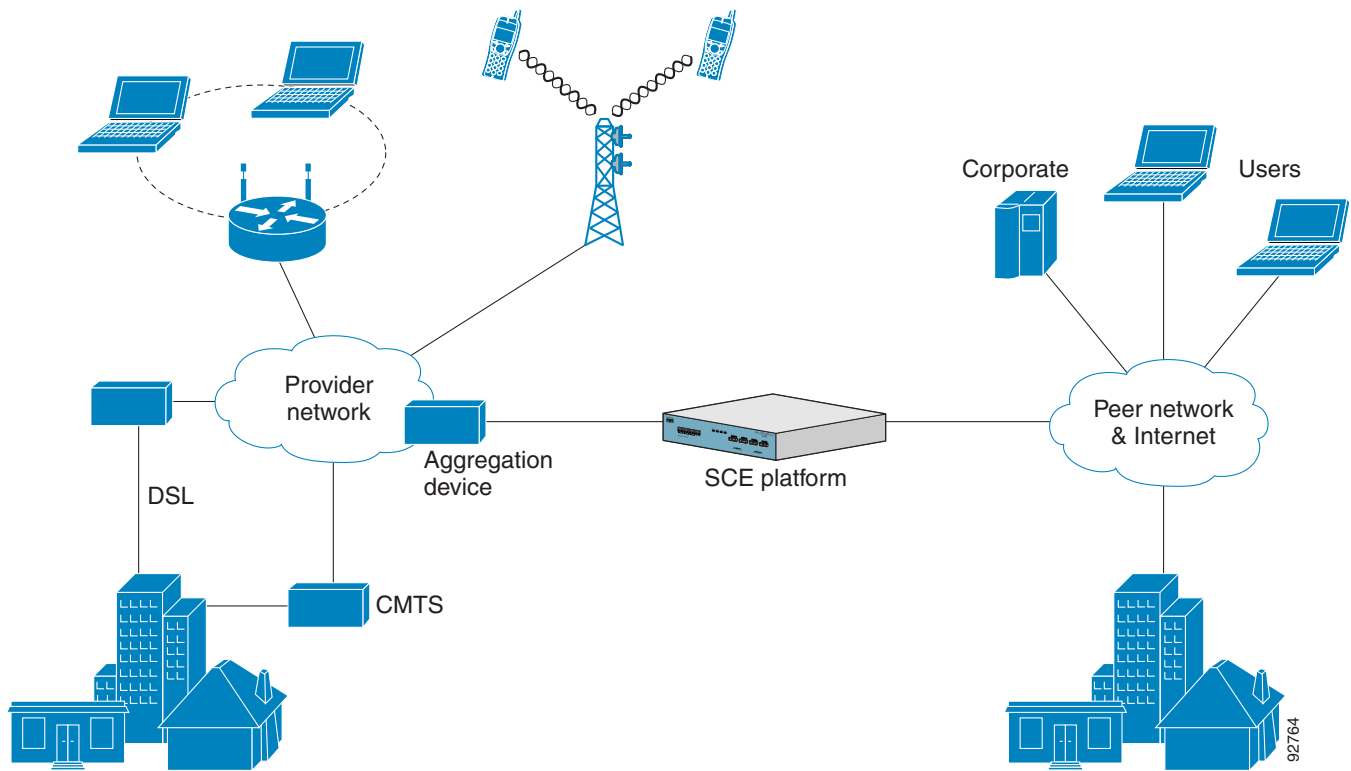 Corporate
Users
Provider
network
Peer network
& Internet
Aggregation
device
SCE platform
DSL
CMTS
92764